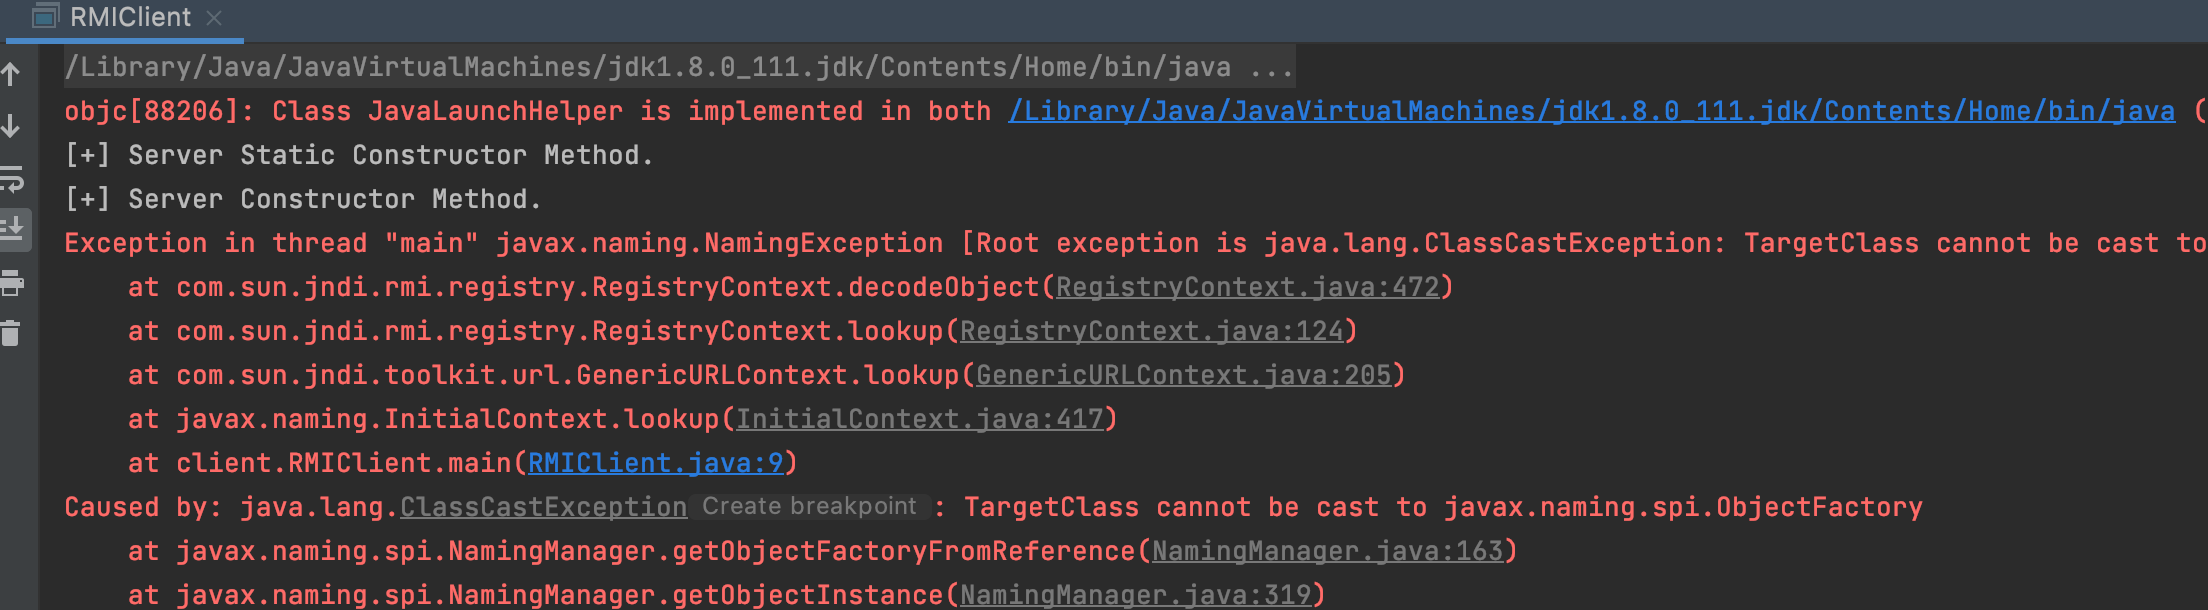 RMIClient
/Library/Java/JavaVirtualMachines/jdk1.8.0_111.jdk/Contents/Home/bin/java ...
objc[88206]: Class JavaLaunchHelper is implemented in both /Library/Java/JavaVirtualMachines/jdk1.8.0_111.jdk/Contents/Home/bin/java (
[+] Server Static Constructor Method.
[+] Server Constructor Method.
Exception in thread "main" javax.naming.NamingException [Root exception is java.lang.ClassCastException: TargetClass cannot be cast to
at com.sun.jndi.rmi.registry.RegistryContext.decodeObject(RegistryContext.java:472)
at com.sun.jndi.rmi.registry.RegistryContext.lookup(RegistryContext.java:124)
at com.sun.jndi.toolkit.url.GenericURLContext.lookup(GenericURLContext.java:205)
at javax.naming.InitialContext.lookup(InitialContext.java:417)
at client.RMIClient.main(RMIClient.java:9)
Caused by: java.lang.ClassCastException Create breakpoint : TargetClass cannot be cast to javax.naming.spi.ObjectFactory
at javax.naming.spi.NamingManager.getObjectFactoryFromReference(NamingManager.java:163)
at javax.naming.spi.NamingManager.getObjectInstance(NamingManager.java:319)